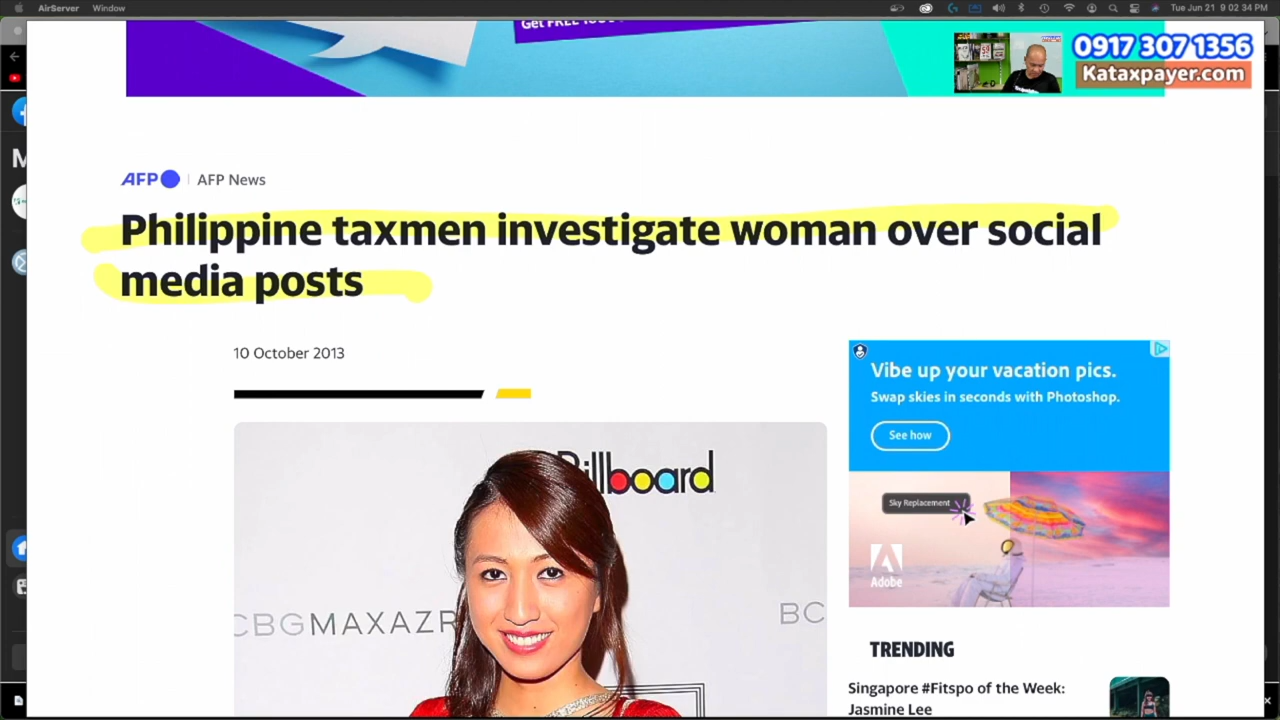 AirServer Window
Tue Jun 21 9 02:34 PM
0917 307 1356
Kataxpayer.com
AFP AFP News
Philippine taxmen investigate woman over social
media posts
10 October 2013
Vibe up your vacation pics.
Swap skies in seconds with Photoshop.
See how
Billboard
Sky Replacement
CBGMAXAZR
BC
Adobe
TRENDING
Singapore #Fitspo of the Week:
Jasmine Lee